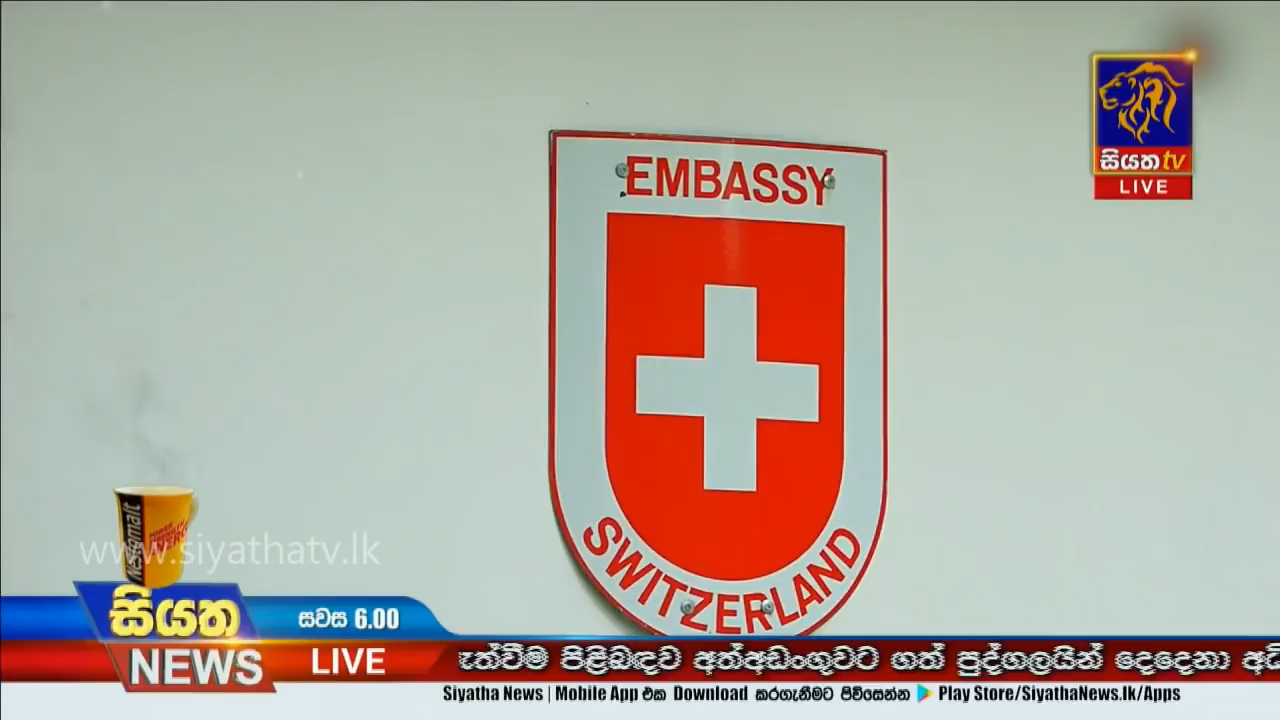 EMBASSY
SWITZERLAND
සියත tv
LIVE
Nestomalt
www.siyathatv.lk
සියත
NEWS
සවස 6.00
LIVE
පිළිබඳව අත්අඩංගුවට ගත් පුද්ගලයින් දෙදෙනා
Siyatha News | Mobile App එක Download කරගැනීමට පිවිසෙන්න Play Store/SiyathaNews.lk/Apps